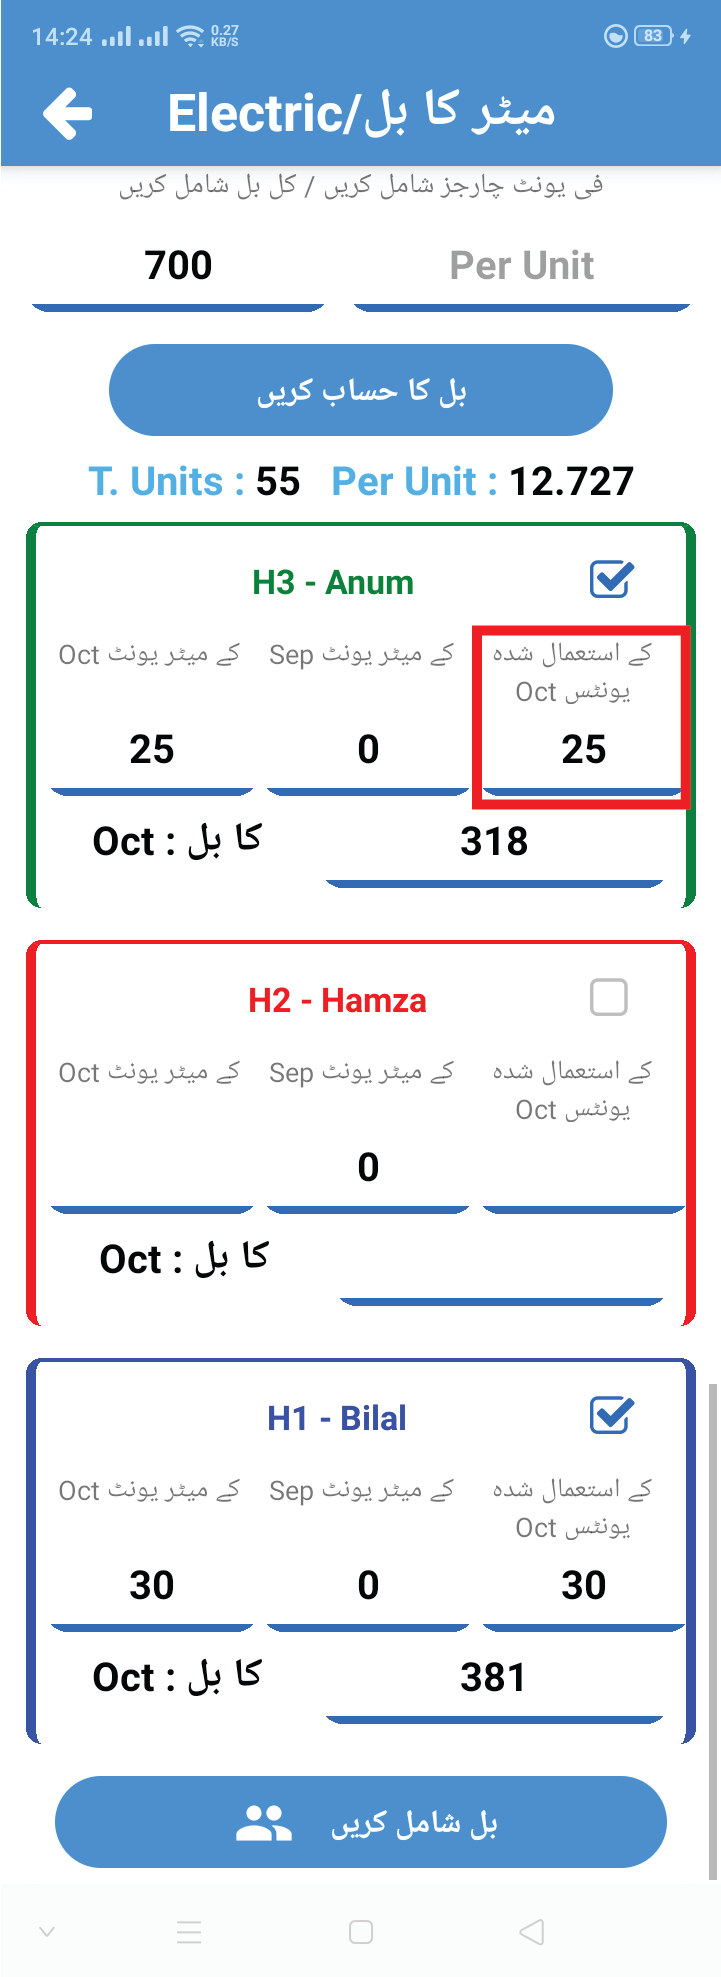 14:24 0.27 KB/S 83
Electric/میٹر کا بل
فی یونٹ چارجز شامل کریں / کل بل شامل کریں
700 Per Unit
بل کا حساب کریں
T. Units : 55 Per Unit : 12.727
H3 - Anum
Oct کے میٹر یونٹ Sep کے میٹر یونٹ کے استعمال شدہ
یونٹس Oct
25 0 25
Oct : کا بل 318
H2 - Hamza
Oct کے میٹر یونٹ Sep کے میٹر یونٹ کے استعمال شدہ
یونٹس Oct
0
Oct : کا بل
H1 - Bilal
Oct کے میٹر یونٹ Sep کے میٹر یونٹ کے استعمال شدہ
یونٹس Oct
30 0 30
Oct : کا بل 381
بل شامل کریں